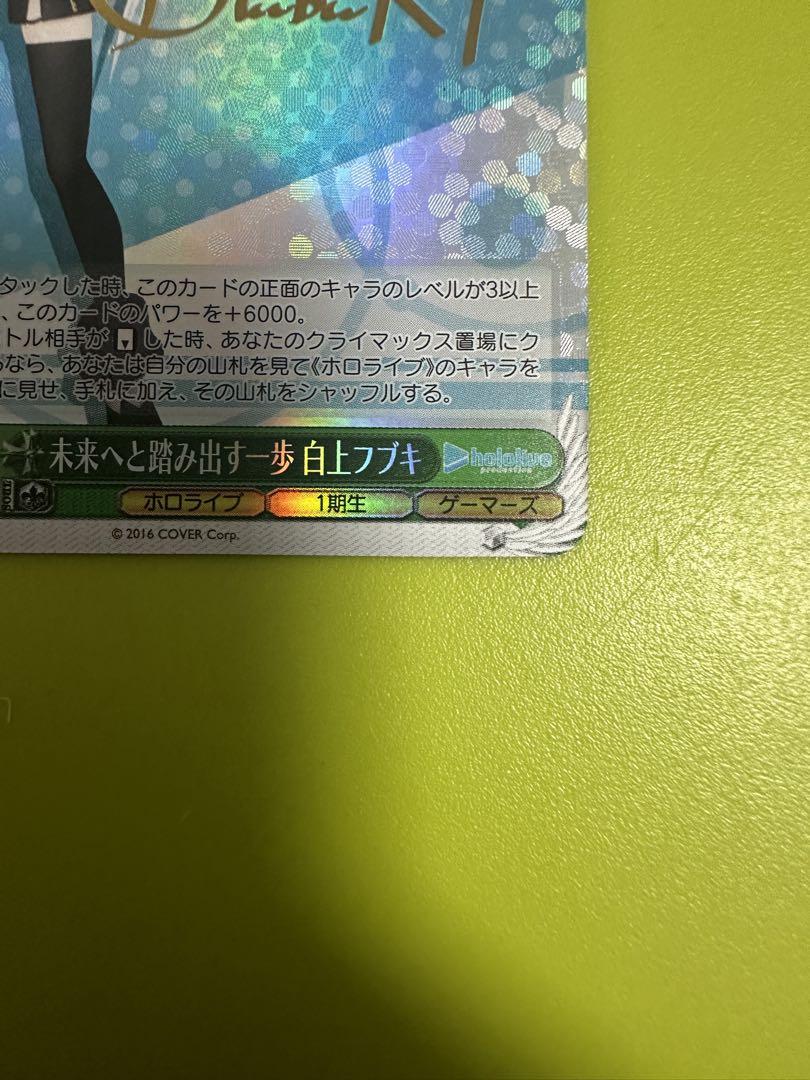 タックした時、このカードの正面のキャラのレベルが3以上
、このカードのパワーを+6000。
トル相手が した時、あなたのクライマックス置場にク
るなら、あなたは自分の山札を見て《ホロライブ》のキャラを
に見せ、手札に加え、その山札をシャッフルする。
未来へと踏み出す一歩 白上フブキ hololive
production
SOUL ホロライブ 1期生 ゲーマーズ
© 2016 COVER Corp.